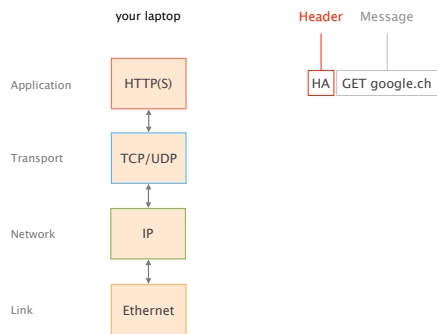 your laptop
Header Message
Application HTTP(S) HA GET google.ch
Transport TCP/UDP
Network IP
Link Ethernet